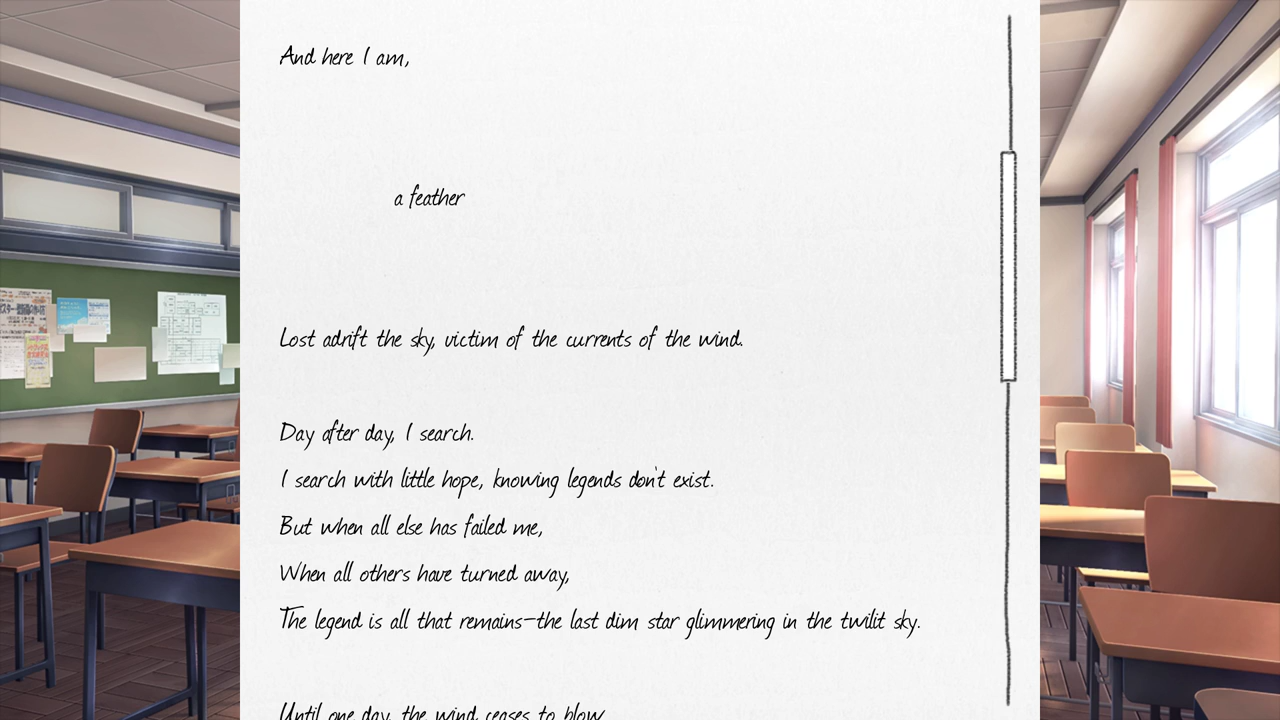 And here I am,
a feather
Lost adrift the sky, victim of the currents of the wind.
Day after day, I search.
I search with little hope, knowing legends don't exist.
But when all else has failed me,
When all others have turned away,
The legend is all that remains—the last dim star glimmering in the twilit sky.
Until one day, the wind ceases to blow.